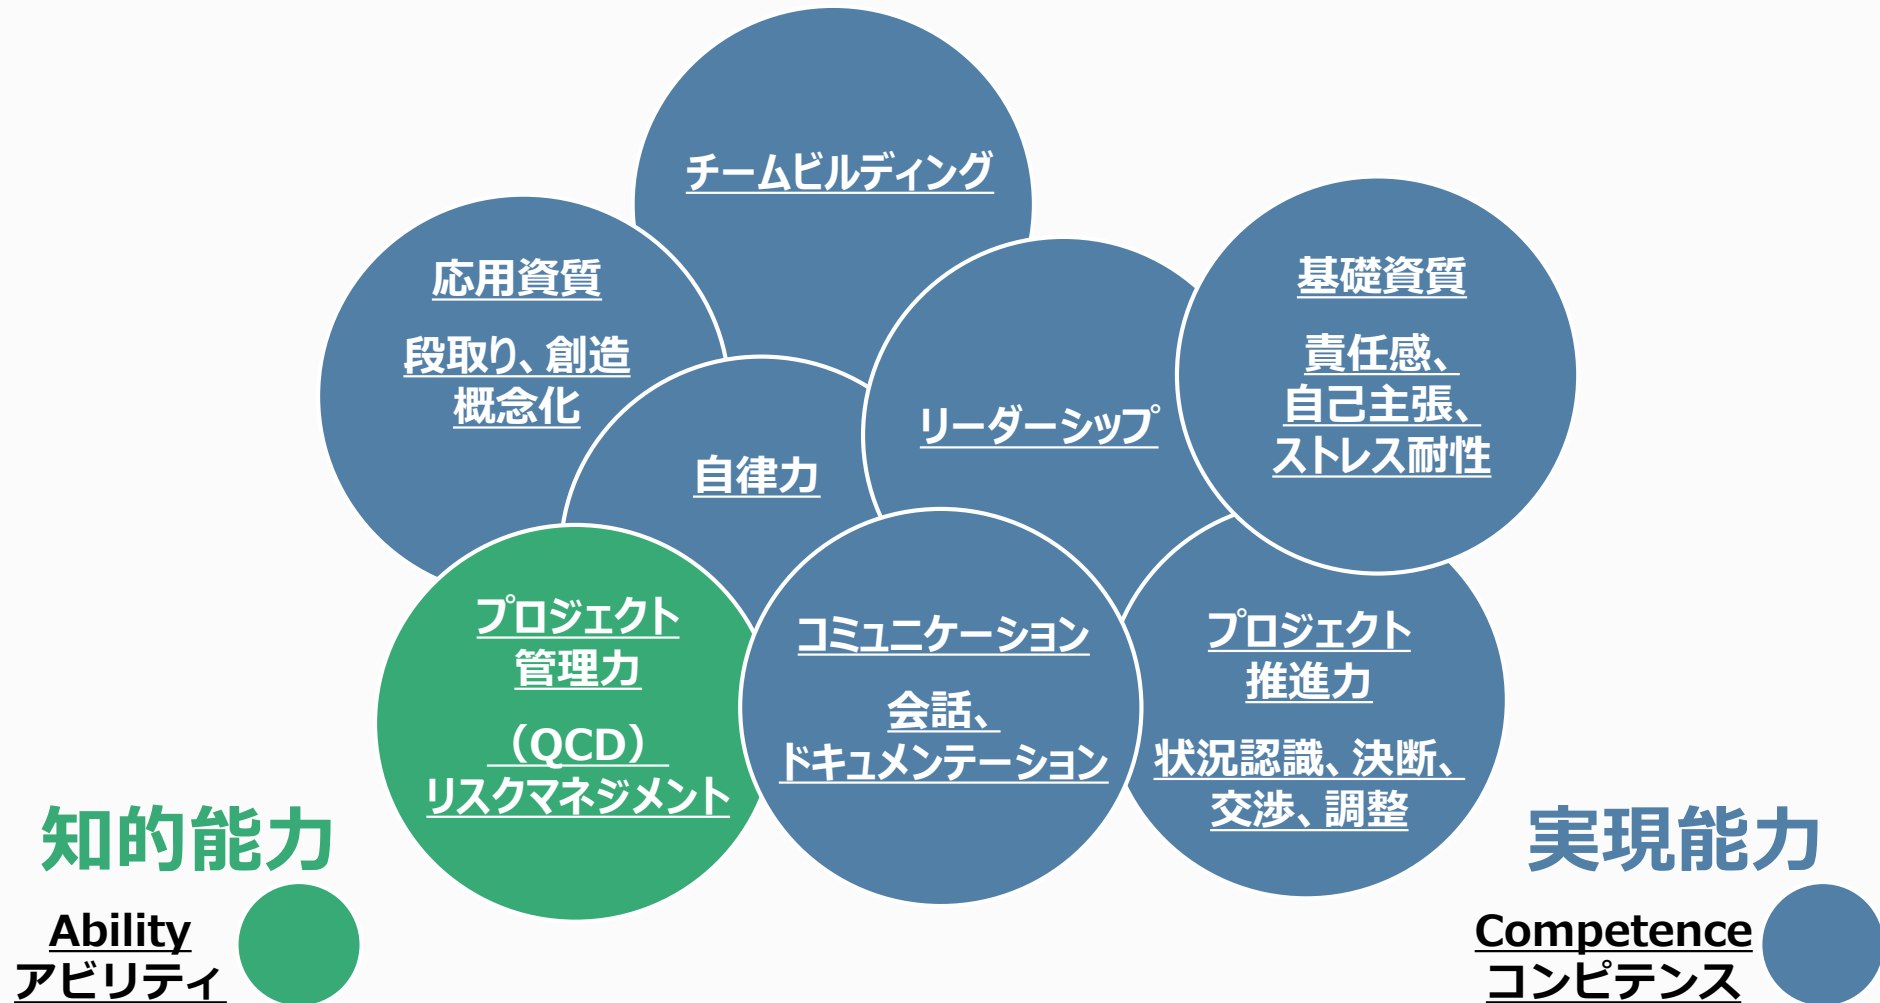 チームビルディング
応用資質
段取り、創造
概念化
基礎資質
責任感、
自己主張、
ストレス耐性
リーダーシップ
自律力
プロジェクト
管理力
（QCD）
リスクマネジメント
コミュニケーション
会話、
ドキュメンテーション
プロジェクト
推進力
状況認識、決断、
交渉、調整
知的能力
Ability
アビリティ
実現能力
Competence
コンピテンス